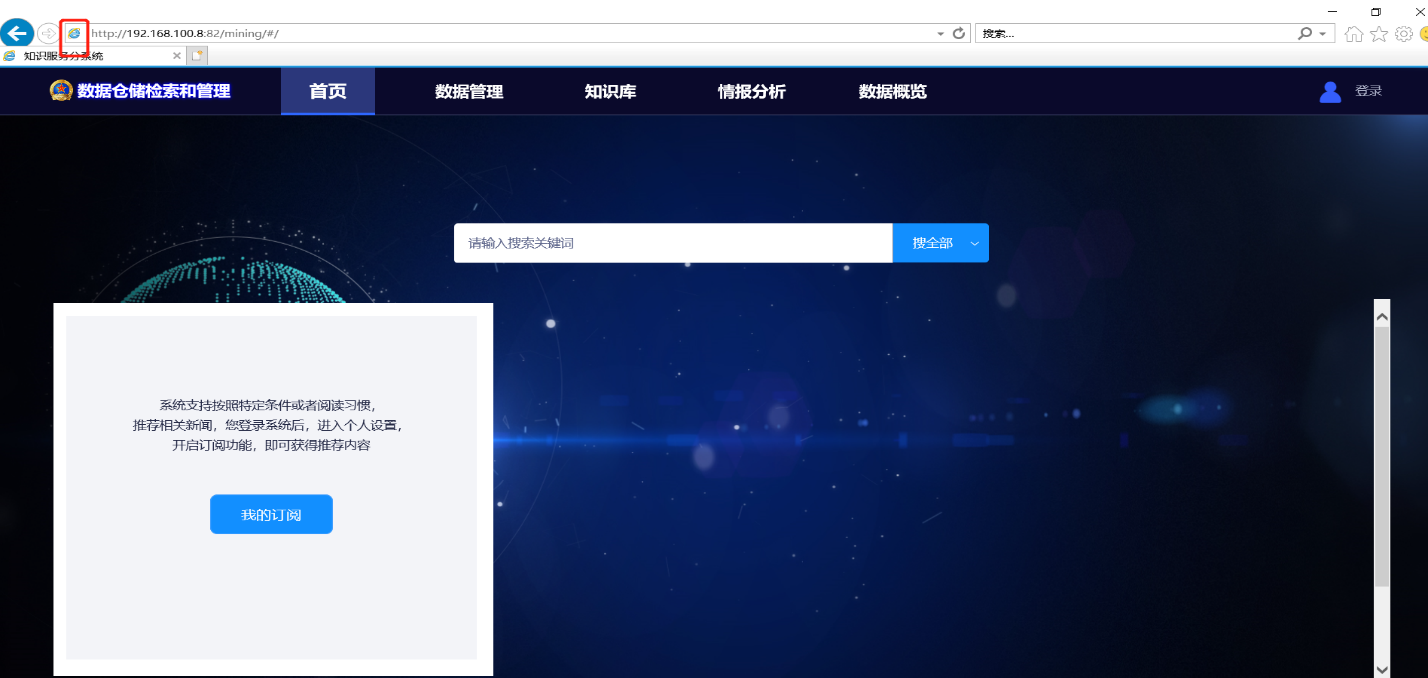 http://192.168.100.8:82/mining/#/
搜索...
知识服务分系统
数据仓储检索和管理
首页
数据管理
知识库
情报分析
数据概览
登录
请输入搜索关键词
搜全部
系统支持按照特定条件或者阅读习惯，
推荐相关新闻，您登录系统后，进入个人设置，
开启订阅功能，即可获得推荐内容
我的订阅